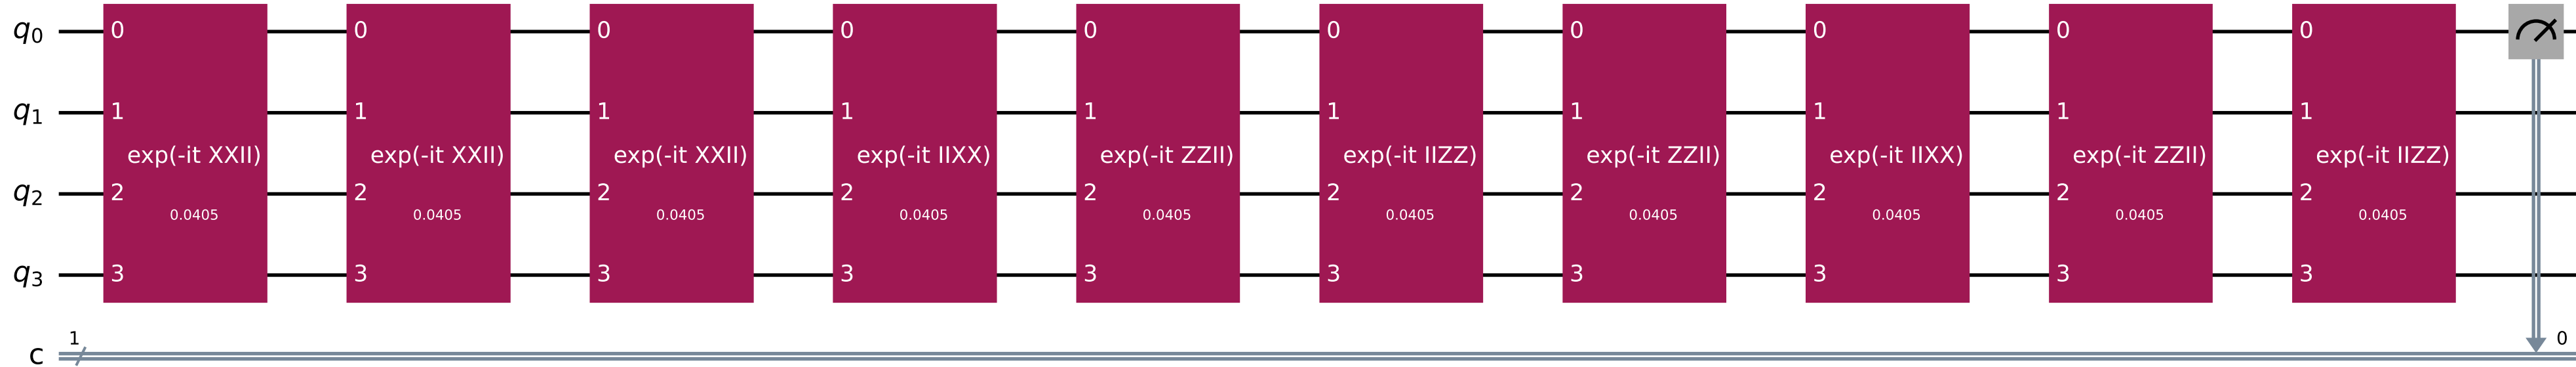 q0 0 0 0 0 0 0 0 0 0 0
q1 1 1 1 1 1 1 1 1 1 1
exp(-it XXII) exp(-it XXII) exp(-it XXII) exp(-it IIXX) exp(-it ZZII) exp(-it IIZZ) exp(-it ZZII) exp(-it IIXX) exp(-it ZZII) exp(-it IIZZ)
q2 2 2 2 2 2 2 2 2 2 2
0.0405 0.0405 0.0405 0.0405 0.0405 0.0405 0.0405 0.0405 0.0405 0.0405
q3 3 3 3 3 3 3 3 3 3 3
1 0
c